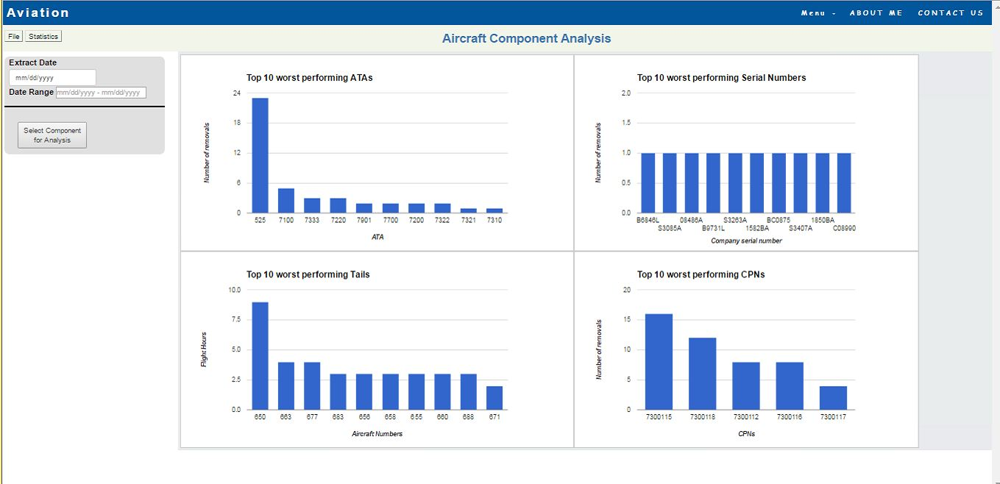 Aviation
Menu -
ABOUT ME
CONTACT US
File
Statistics
Aircraft Component Analysis
Extract Date
mm/dd/yyyy
Date Range mm/dd/yyyy - mm/dd/yyyy
Select Component
for Analysis
Top 10 worst performing ATAs
Number of removals
24
18
12
6
0
525 7100 7333 7220 7901 7700 7200 7322 7321 7310
ATA
Top 10 worst performing Serial Numbers
Number of removals
2.0
1.5
1.0
0.5
0.0
B6846L 08486A S3263A BC0875 1850BA
S3085A B9731L 1582BA S3407A C08990
Company serial number
Top 10 worst performing Tails
Flight Hours
10.0
7.5
5.0
2.5
0.0
650 663 677 683 656 658 655 660 688 671
Aircraft Numbers
Top 10 worst performing CPNs
Number of removals
20
15
10
5
0
7300115 7300118 7300112 7300116 7300117
CPNs